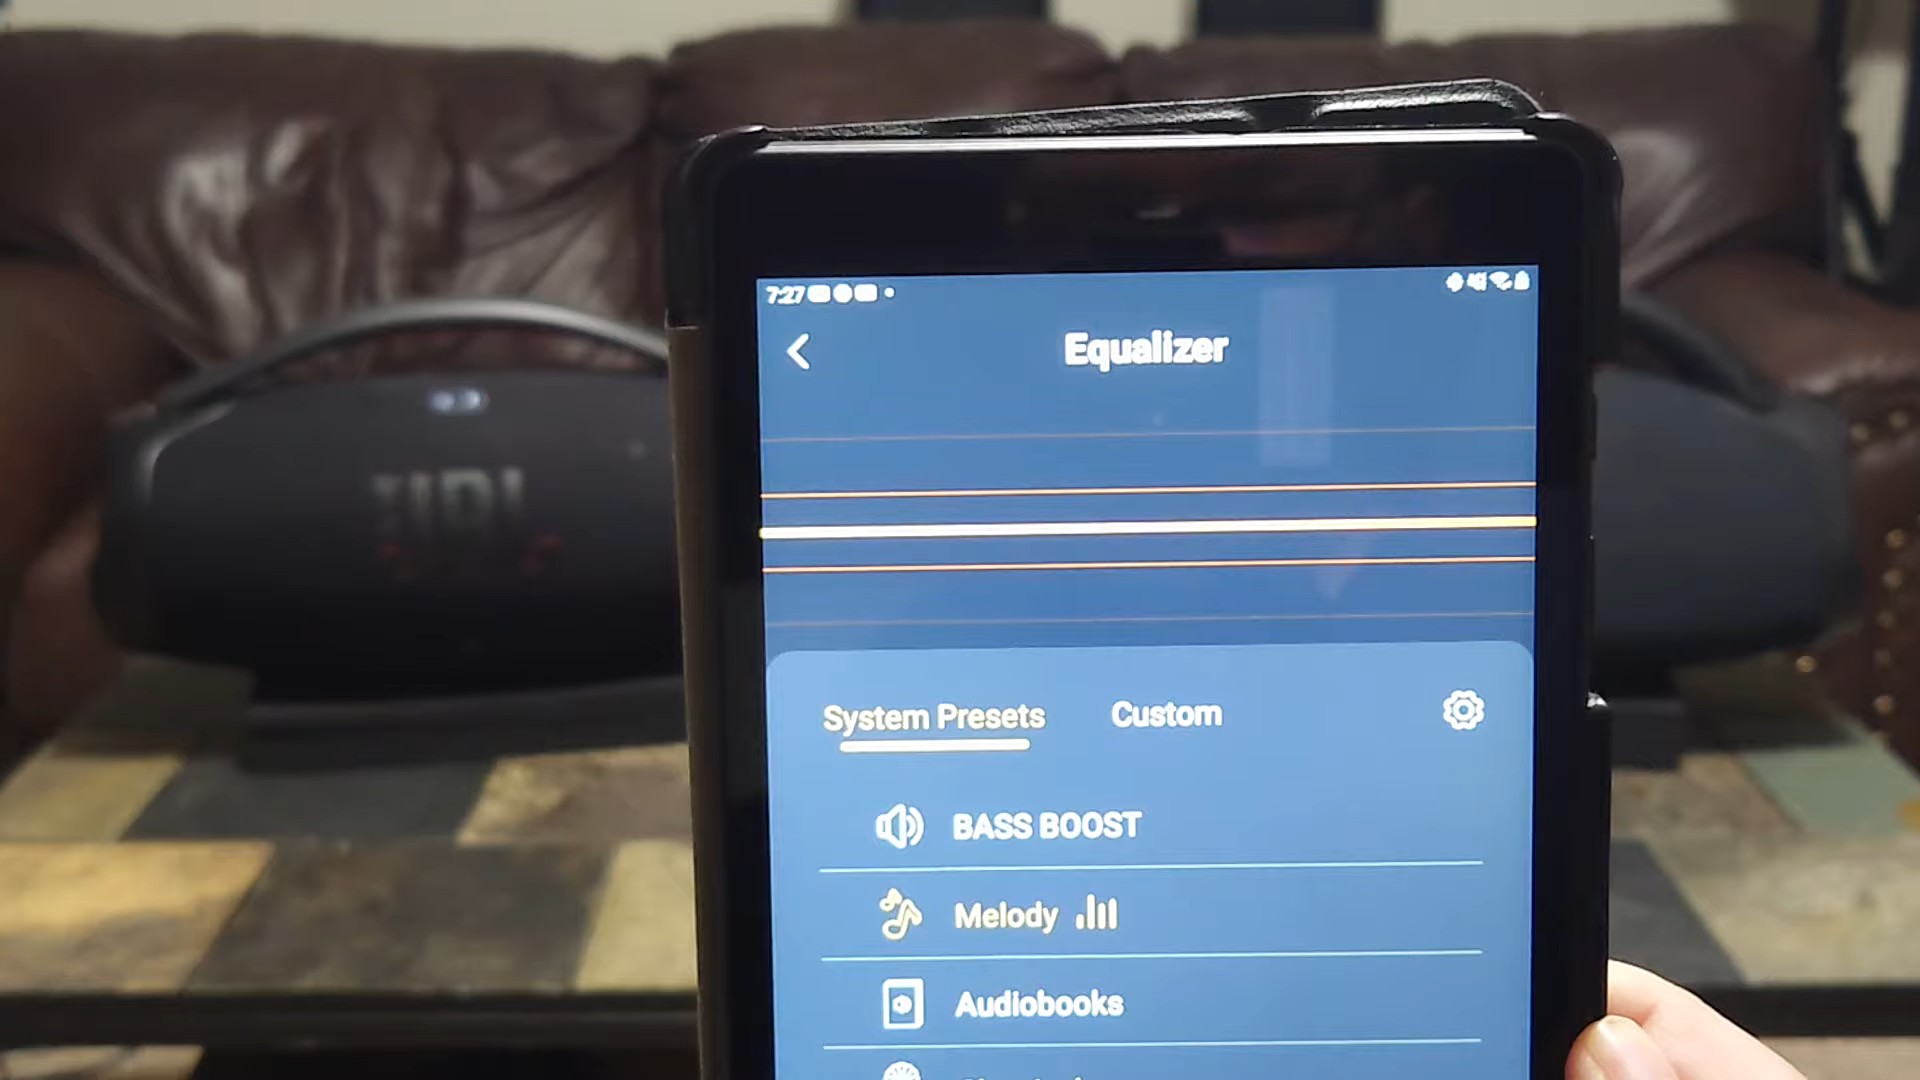 7:27
Equalizer
System Presets Custom
BASS BOOST
Melody
Audiobooks